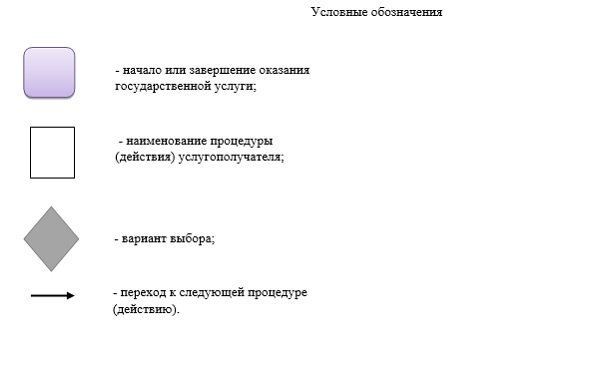 Условные обозначения
- начало или завершение оказания
государственной услуги;
- наименование процедуры
(действия) услугополучателя;
- вариант выбора;
- переход к следующей процедуре
(действию).